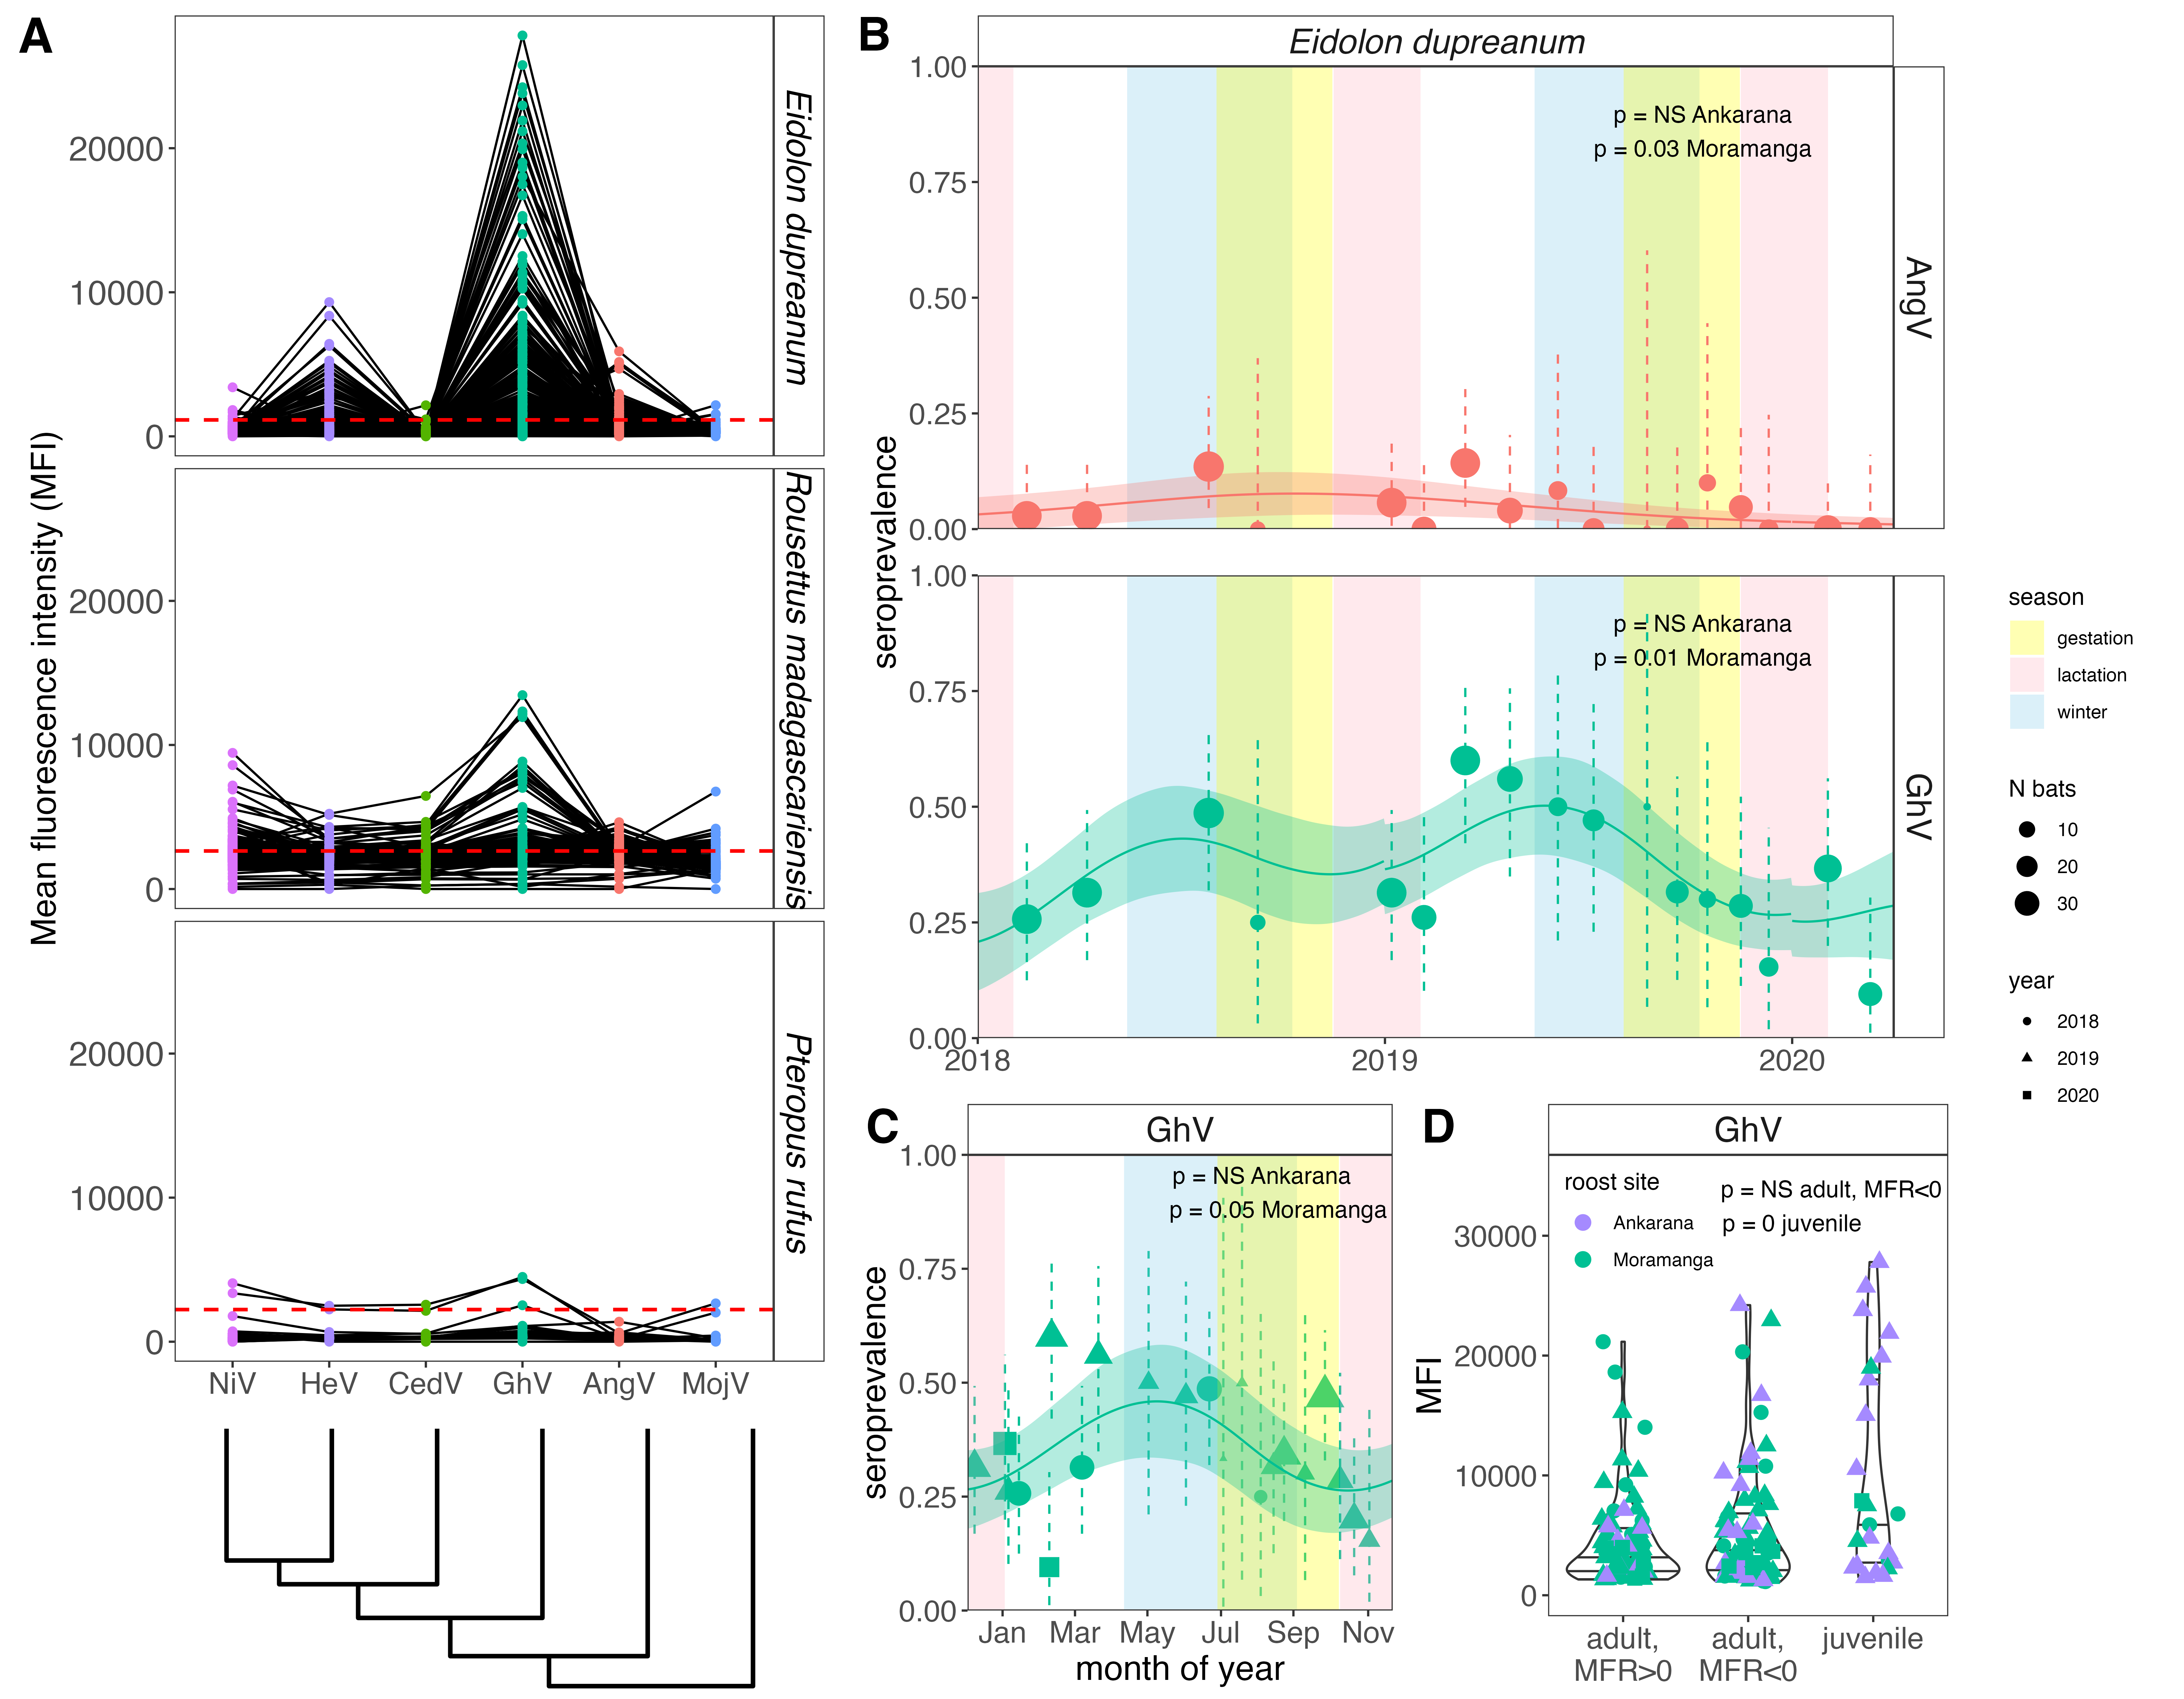 A
Mean fluorescence intensity (MFI)
20000
10000
0
Eidolon dupreanum
20000
10000
0
Rousettus madagascariensis
20000
10000
0
Pteropus rufus
NiV HeV CedV GhV AngV MojV
B
Eidolon dupreanum
seroprevalence
1.00
0.75
0.50
0.25
0.00
p = NS Ankarana
p = 0.03 Moramanga
AngV
1.00
0.75
0.50
0.25
0.00
p = NS Ankarana
p = 0.01 Moramanga
GhV
2018 2019 2020
season
gestation
lactation
winter
N bats
10
20
30
year
2018
2019
2020
C
GhV
seroprevalence
1.00
0.75
0.50
0.25
0.00
p = NS Ankarana
p = 0.05 Moramanga
Jan Mar May Jul Sep Nov
month of year
D
GhV
MFI
30000
20000
10000
0
roost site
Ankarana
Moramanga
p = NS adult, MFR<0
p = 0 juvenile
adult, adult, juvenile
MFR>0 MFR<0